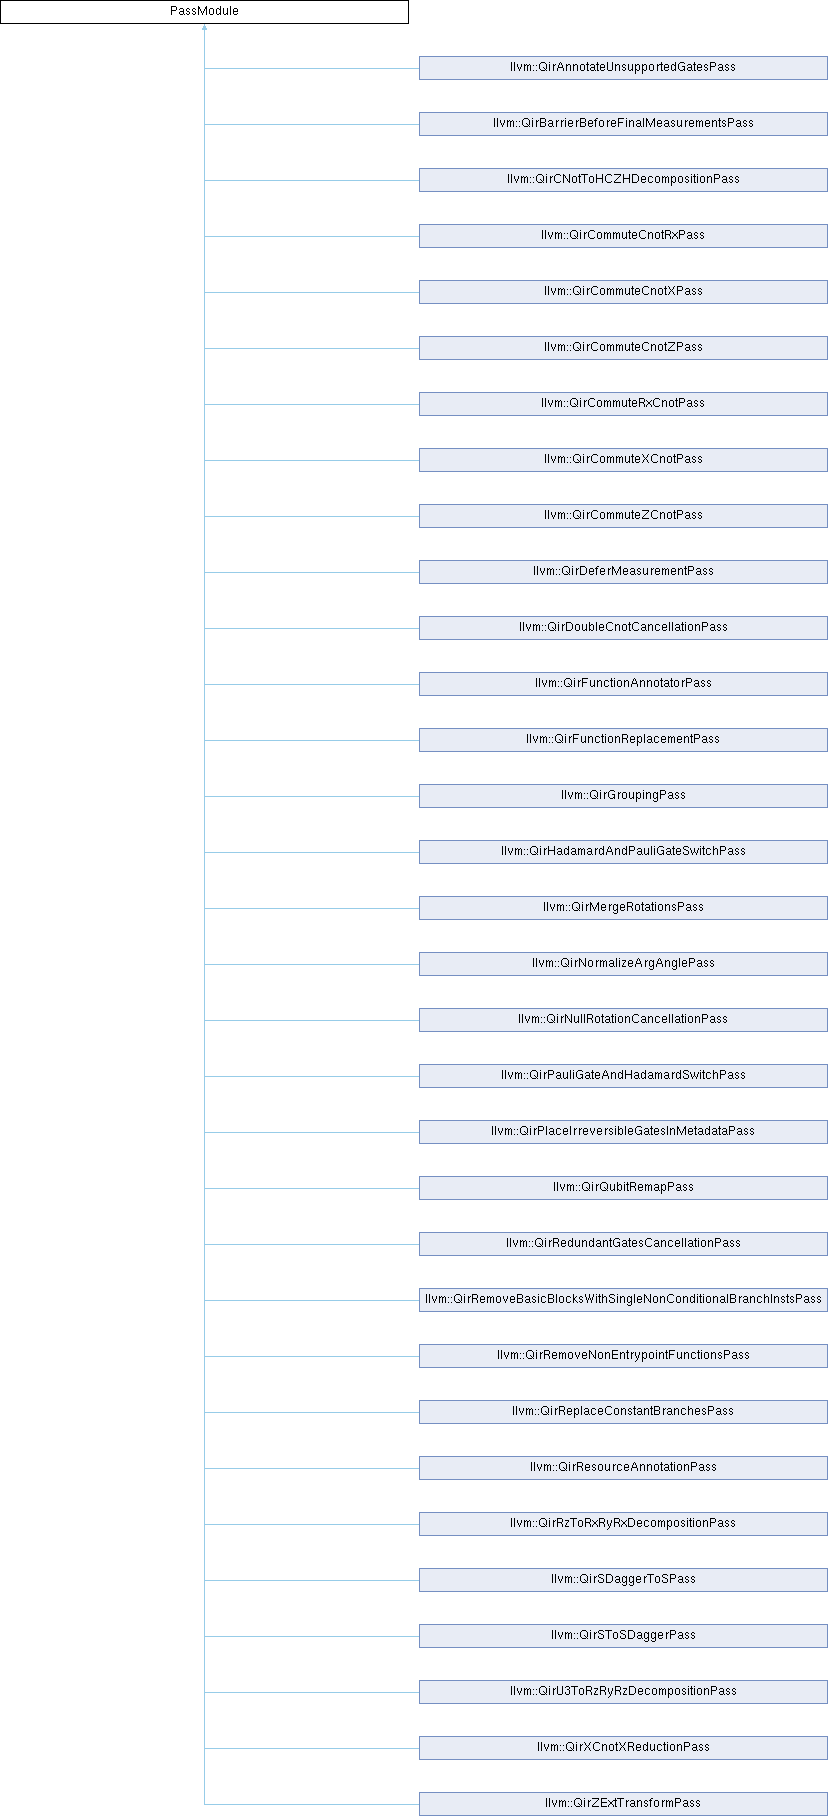 PassModule
llvm::QirAnnotateUnsupportedGatesPass
llvm::QirBarrierBeforeFinalMeasurementsPass
llvm::QirCNotToHCZHDecompositionPass
llvm::QirCommuteCnotRxPass
llvm::QirCommuteCnotXPass
llvm::QirCommuteCnotZPass
llvm::QirCommuteRxCnotPass
llvm::QirCommuteXCnotPass
llvm::QirCommuteZCnotPass
llvm::QirDeferMeasurementPass
llvm::QirDoubleCnotCancellationPass
llvm::QirFunctionAnnotatorPass
llvm::QirFunctionReplacementPass
llvm::QirGroupingPass
llvm::QirHadamardAndPauliGateSwitchPass
llvm::QirMergeRotationsPass
llvm::QirNormalizeArgAnglePass
llvm::QirNullRotationCancellationPass
llvm::QirPauliGateAndHadamardSwitchPass
llvm::QirPlaceIrreversibleGatesInMetadataPass
llvm::QirQubitRemapPass
llvm::QirRedundantGatesCancellationPass
llvm::QirRemoveBasicBlocksWithSingleNonConditionalBranchInstsPass
llvm::QirRemoveNonEntrypointFunctionsPass
llvm::QirReplaceConstantBranchesPass
llvm::QirResourceAnnotationPass
llvm::QirRzToRxRyRxDecompositionPass
llvm::QirSDaggerToSPass
llvm::QirSToSDaggerPass
llvm::QirU3ToRzRyRzDecompositionPass
llvm::QirXCnotXReductionPass
llvm::QirZExtTransformPass